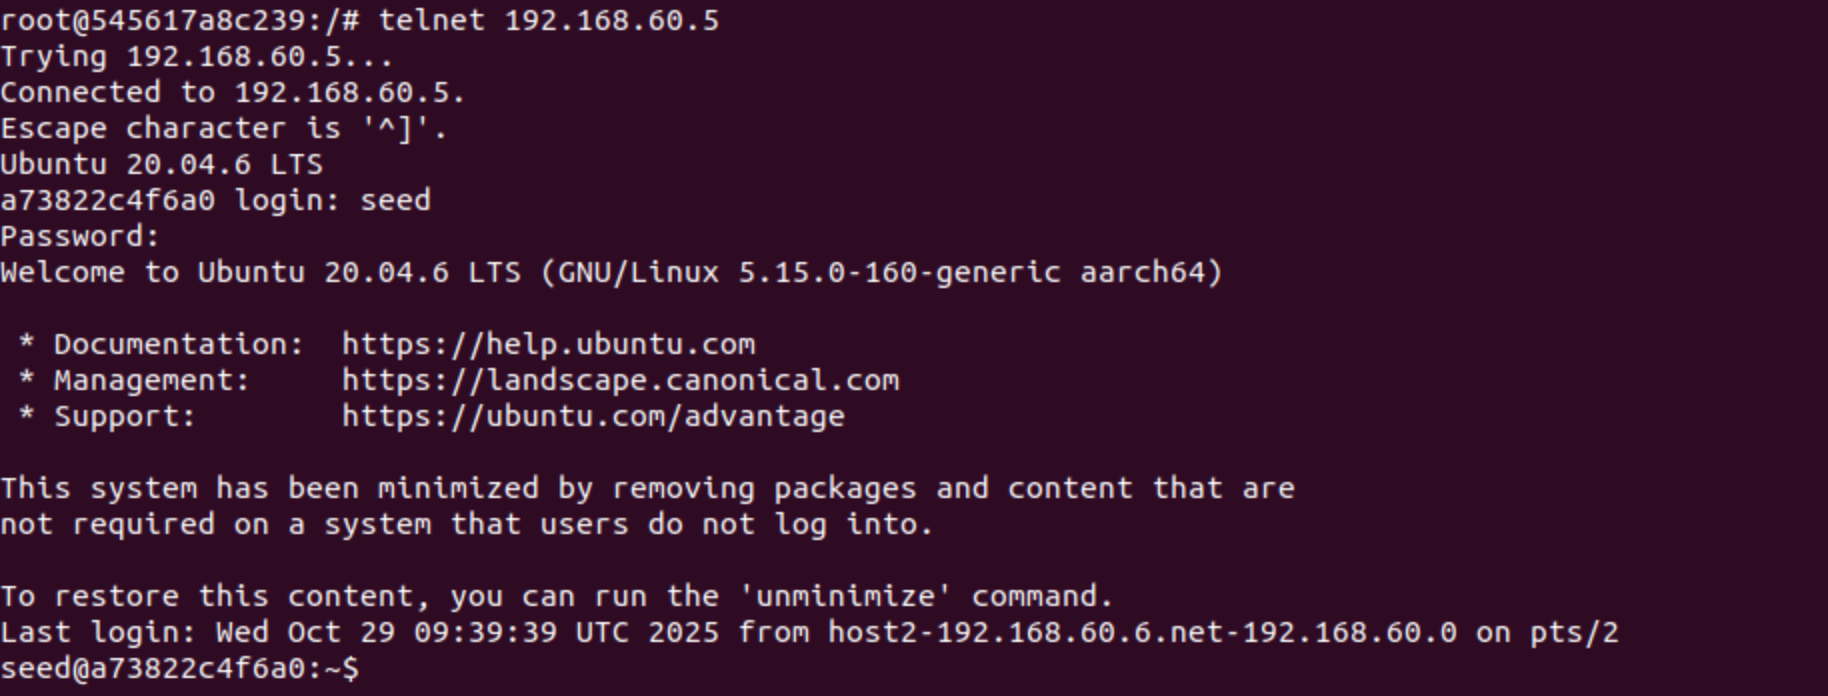 root@545617a8c239:/# telnet 192.168.60.5
Trying 192.168.60.5...
Connected to 192.168.60.5.
Escape character is '^]'.
Ubuntu 20.04.6 LTS
a73822c4f6a0 login: seed
Password:
Welcome to Ubuntu 20.04.6 LTS (GNU/Linux 5.15.0-160-generic aarch64)

 * Documentation:  https://help.ubuntu.com
 * Management:     https://landscape.canonical.com
 * Support:        https://ubuntu.com/advantage

This system has been minimized by removing packages and content that are
not required on a system that users do not log into.

To restore this content, you can run the 'unminimize' command.
Last login: Wed Oct 29 09:39:39 UTC 2025 from host2-192.168.60.6.net-192.168.60.0 on pts/2
seed@a73822c4f6a0:~$